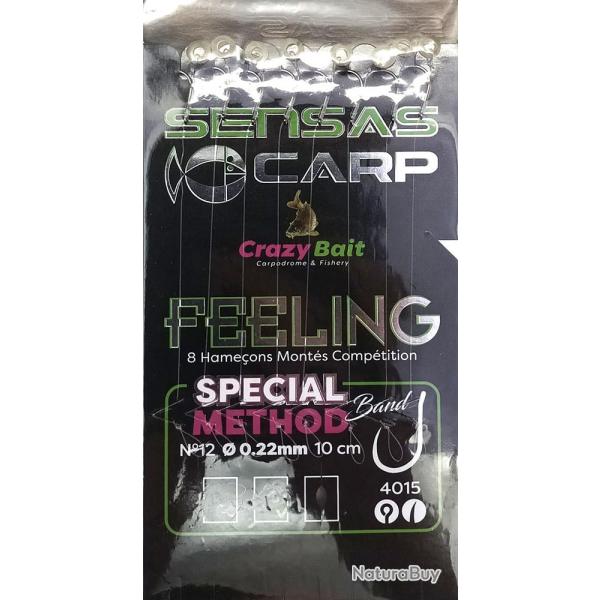 SENSAS
CARP
Crazy Bait
Carpodrome & Fishery
FEELING
8 Hameçons Montés Compétition
SPECIAL
METHOD Band
N°12 Ø 0.22mm 10 cm
4015
NaturaBuy